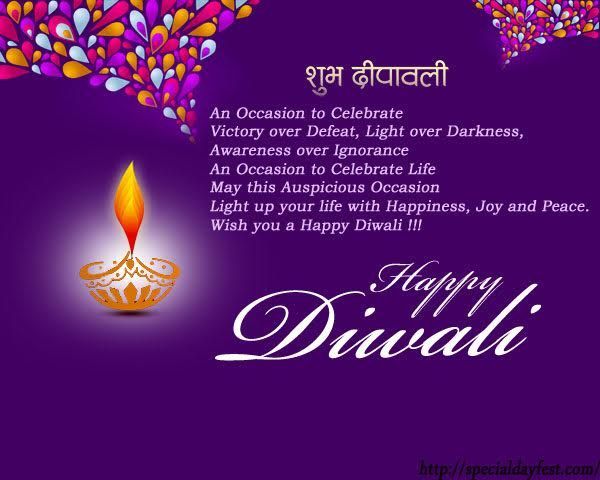 शुभ दीपावली
An Occasion to Celebrate
Victory over Defeat, Light over Darkness,
Awareness over Ignorance
An Occasion to Celebrate Life
May this Auspicious Occasion
Light up your life with Happiness, Joy and Peace.
Wish you a Happy Diwali !!!
Happy
Diwali
http://specialdayfest.com/